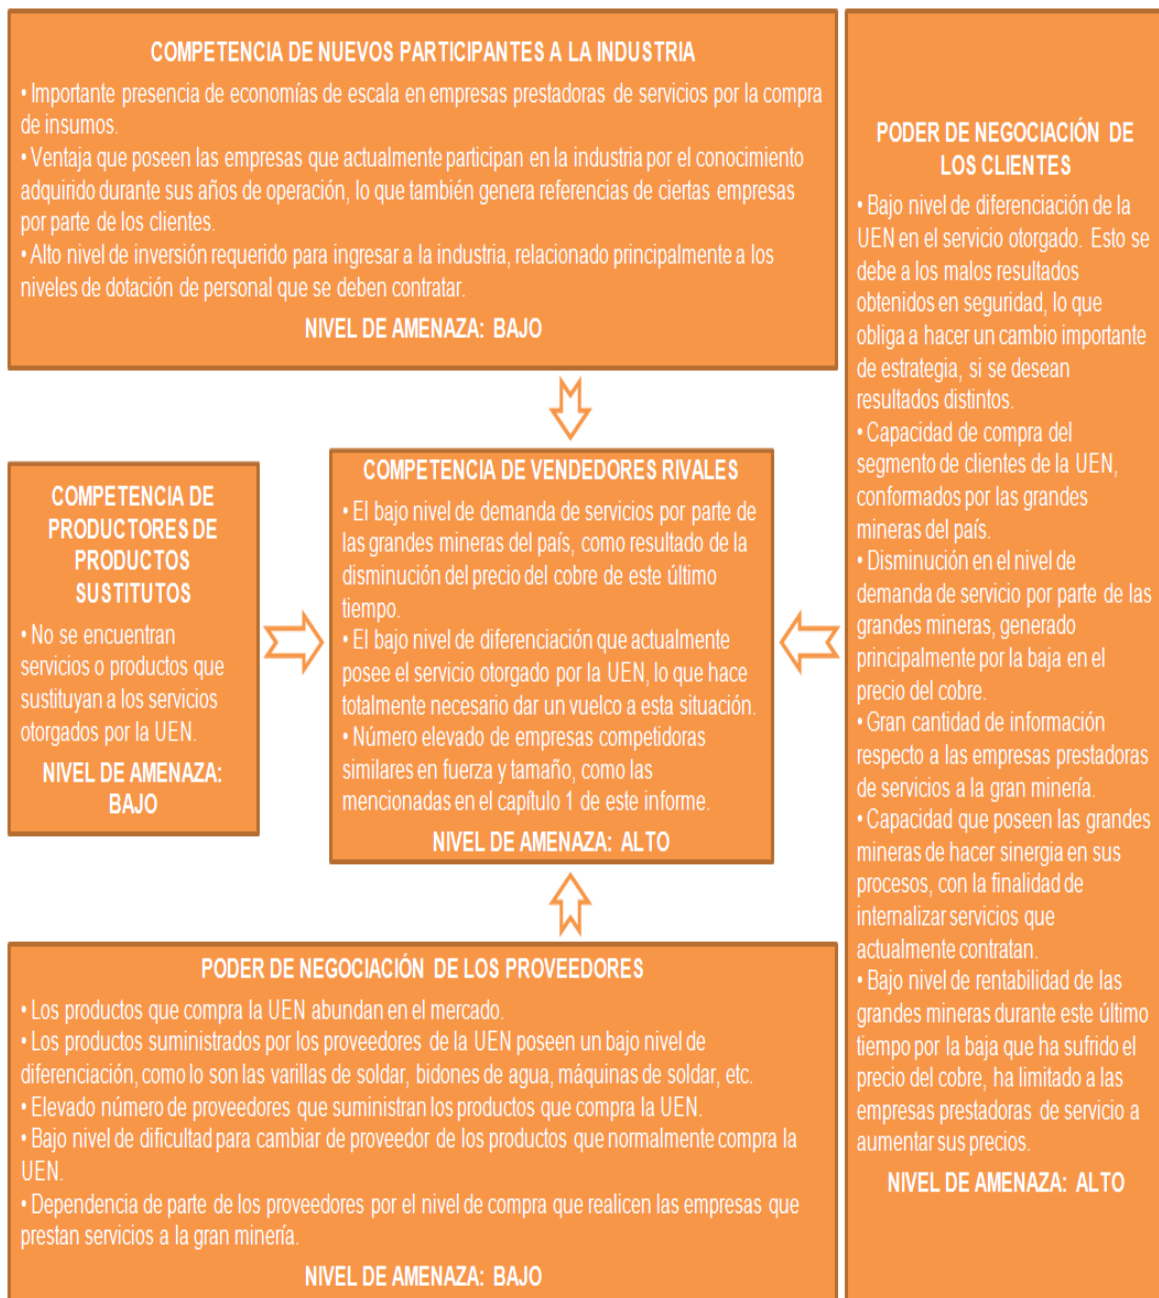 COMPETENCIA DE NUEVOS PARTICIPANTES A LA INDUSTRIA
• Importante presencia de economías de escala en empresas prestadoras de servicios por la compra
de insumos.
• Ventaja que poseen las empresas que actualmente participan en la industria por el conocimiento
adquirido durante sus años de operación, lo que también genera referencias de ciertas empresas
por parte de los clientes.
• Alto nivel de inversión requerido para ingresar a la industria, relacionado principalmente a los
niveles de dotación de personal que se deben contratar.
NIVEL DE AMENAZA: BAJO
COMPETENCIA DE
PRODUCTORES DE
PRODUCTOS
SUSTITUTOS
• No se encuentran
servicios o productos que
sustituyan a los servicios
otorgados por la UEN.
NIVEL DE AMENAZA:
BAJO
COMPETENCIA DE VENDEDORES RIVALES
• El bajo nivel de demanda de servicios por parte de
las grandes mineras del país, como resultado de la
disminución del precio del cobre de este último
tiempo.
• El bajo nivel de diferenciación que actualmente
posee el servicio otorgado por la UEN, lo que hace
totalmente necesario dar un vuelco a esta situación.
• Número elevado de empresas competidoras
similares en fuerza y tamaño, como las
mencionadas en el capítulo 1 de este informe.
NIVEL DE AMENAZA: ALTO
PODER DE NEGOCIACIÓN DE
LOS CLIENTES
• Bajo nivel de diferenciación de la
UEN en el servicio otorgado. Esto se
debe a los malos resultados
obtenidos en seguridad, lo que
obliga a hacer un cambio importante
de estrategia, si se desean
resultados distintos.
• Capacidad de compra del
segmento de clientes de la UEN,
conformados por las grandes
mineras del país.
• Disminución en el nivel de
demanda de servicio por parte de las
grandes mineras, generado
principalmente por la baja en el
precio del cobre.
• Gran cantidad de información
respecto a las empresas prestadoras
de servicios a la gran minería.
• Capacidad que poseen las grandes
mineras de hacer sinergia en sus
procesos, con la finalidad de
internalizar servicios que
actualmente contratan.
• Bajo nivel de rentabilidad de las
grandes mineras durante este último
tiempo por la baja que ha sufrido el
precio del cobre, ha limitado a las
empresas prestadoras de servicio a
aumentar sus precios.
NIVEL DE AMENAZA: ALTO
PODER DE NEGOCIACIÓN DE LOS PROVEEDORES
• Los productos que compra la UEN abundan en el mercado.
• Los productos suministrados por los proveedores de la UEN poseen un bajo nivel de
diferenciación, como lo son las varillas de soldar, bidones de agua, máquinas de soldar, etc.
• Elevado número de proveedores que suministran los productos que compra la UEN.
• Bajo nivel de dificultad para cambiar de proveedor de los productos que normalmente compra la
UEN.
• Dependencia de parte de los proveedores por el nivel de compra que realicen las empresas que
prestan servicios a la gran minería.
NIVEL DE AMENAZA: BAJO